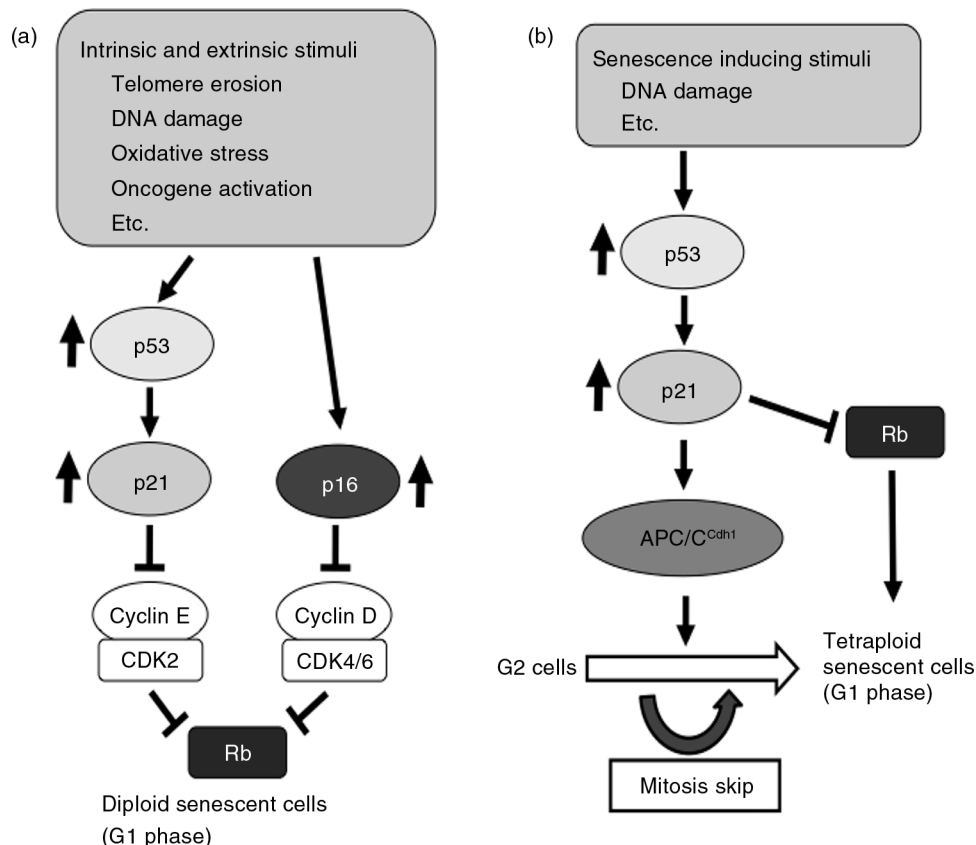 (a)
Intrinsic and extrinsic stimuli
Telomere erosion
DNA damage
Oxidative stress
Oncogene activation
Etc.
p53
p21
p16
Cyclin E
CDK2
Cyclin D
CDK4/6
Rb
Diploid senescent cells
(G1 phase)
(b)
Senescence inducing stimuli
DNA damage
Etc.
p53
p21
Rb
APC/C^Cdh1
G2 cells
Tetraploid
senescent cells
(G1 phase)
Mitosis skip